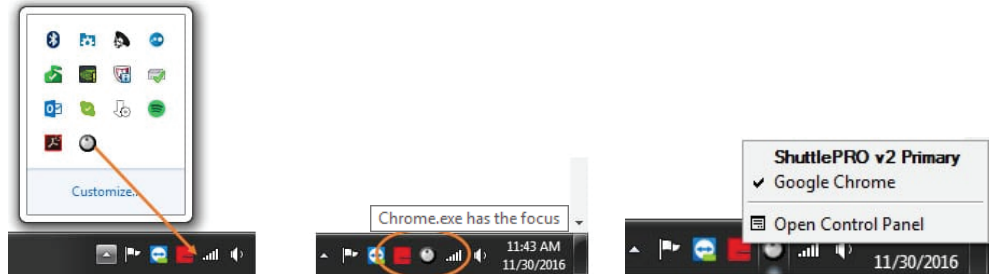 Customize...
Chrome.exe has the focus
11:43 AM
11/30/2016
ShuttlePRO v2 Primary
Google Chrome
Open Control Panel
11/30/2016